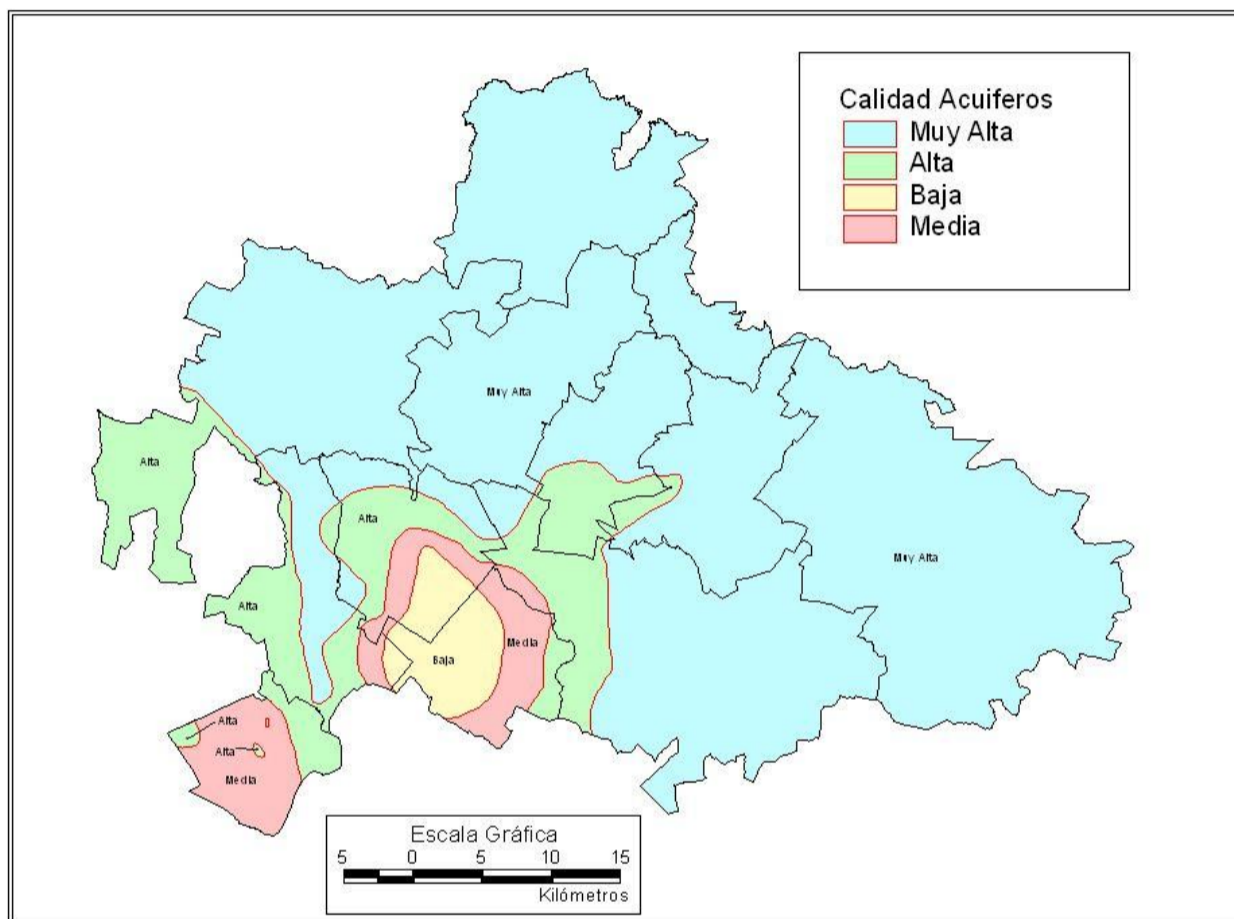 Calidad Acuiferos
Muy Alta
Alta
Baja
Media
Muy Alta
Alta
Alta
Muy Alta
Alta
Media
Baja
Alta
Alta
Media
Escala Gráfica
5 0 5 10 15
Kilómetros